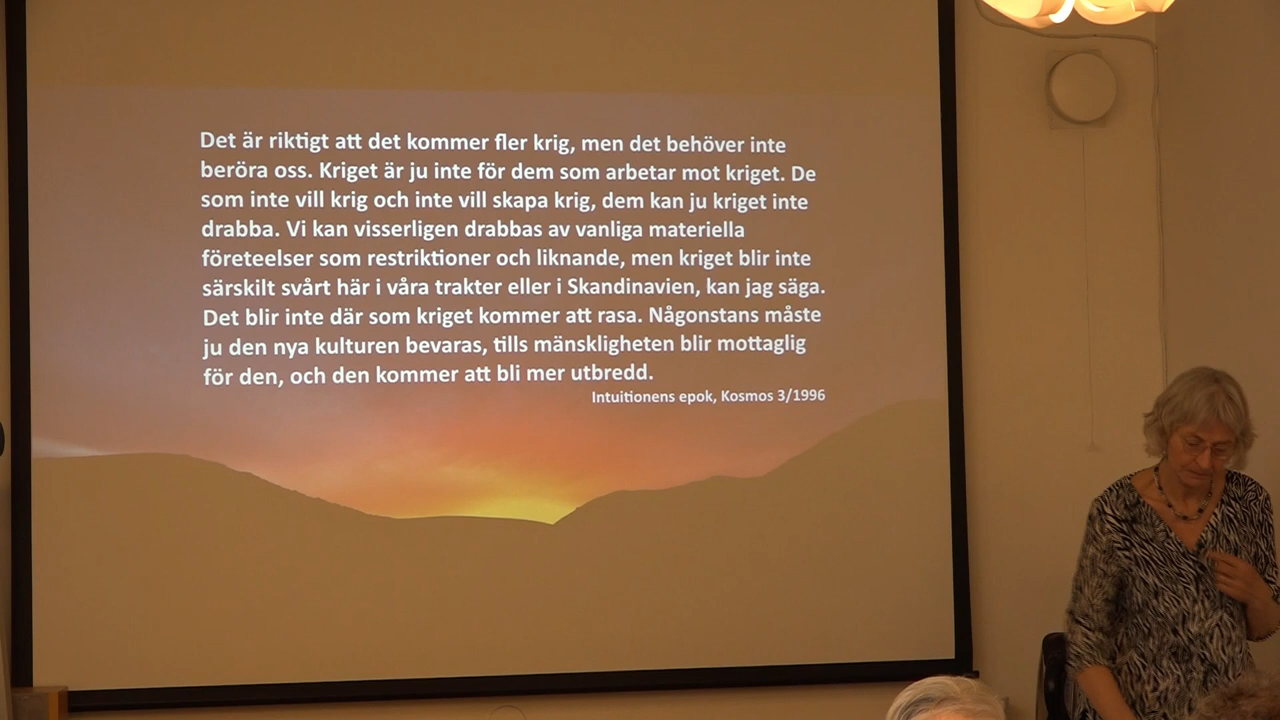 Det är riktigt att det kommer fler krig, men det behöver inte
beröra oss. Kriget är ju inte för dem som arbetar mot kriget. De
som inte vill krig och inte vill skapa krig, dem kan ju kriget inte
drabba. Vi kan visserligen drabbas av vanliga materiella
företeelser som restriktioner och liknande, men kriget blir inte
särskilt svårt här i våra trakter eller i Skandinavien, kan jag säga.
Det blir inte där som kriget kommer att rasa. Någonstans måste
ju den nya kulturen bevaras, tills mänskligheten blir mottaglig
för den, och den kommer att bli mer utbredd.
Intuitionens epok, Kosmos 3/1996